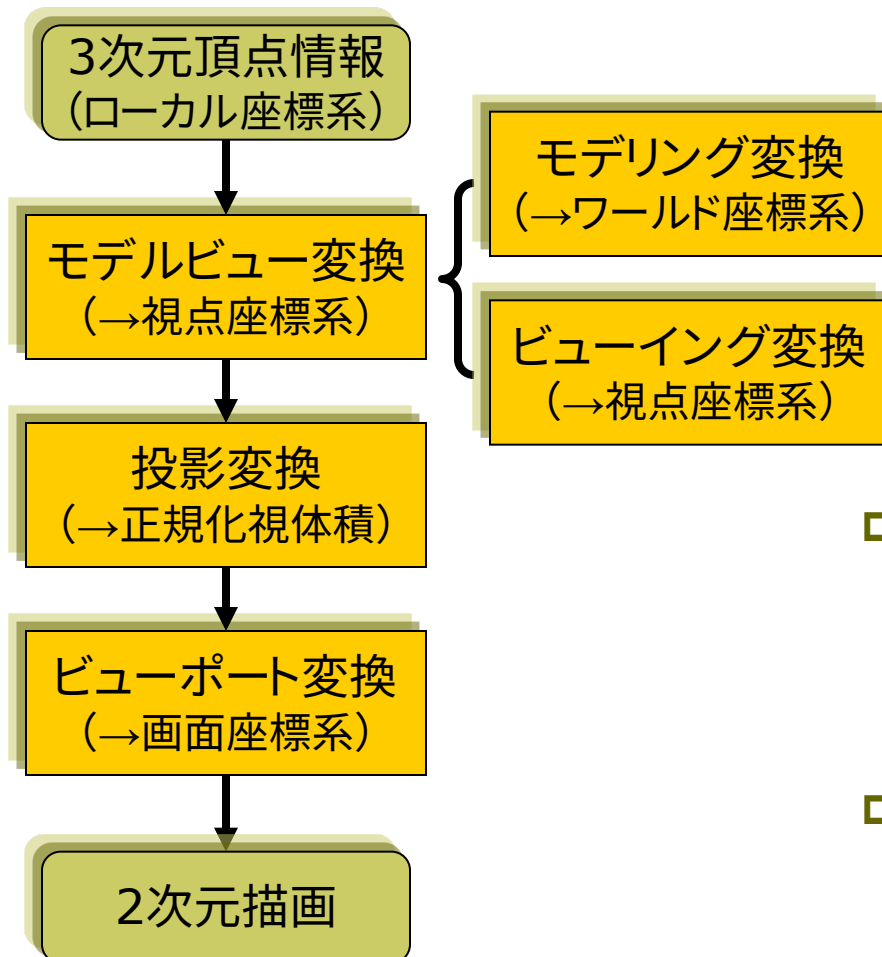 3次元頂点情報
（ローカル座標系）
モデルビュー変換
（→視点座標系）
モデリング変換
（→ワールド座標系）
ビューイング変換
（→視点座標系）
投影変換
（→正規化視体積）
ビューポート変換
（→画面座標系）
2次元描画